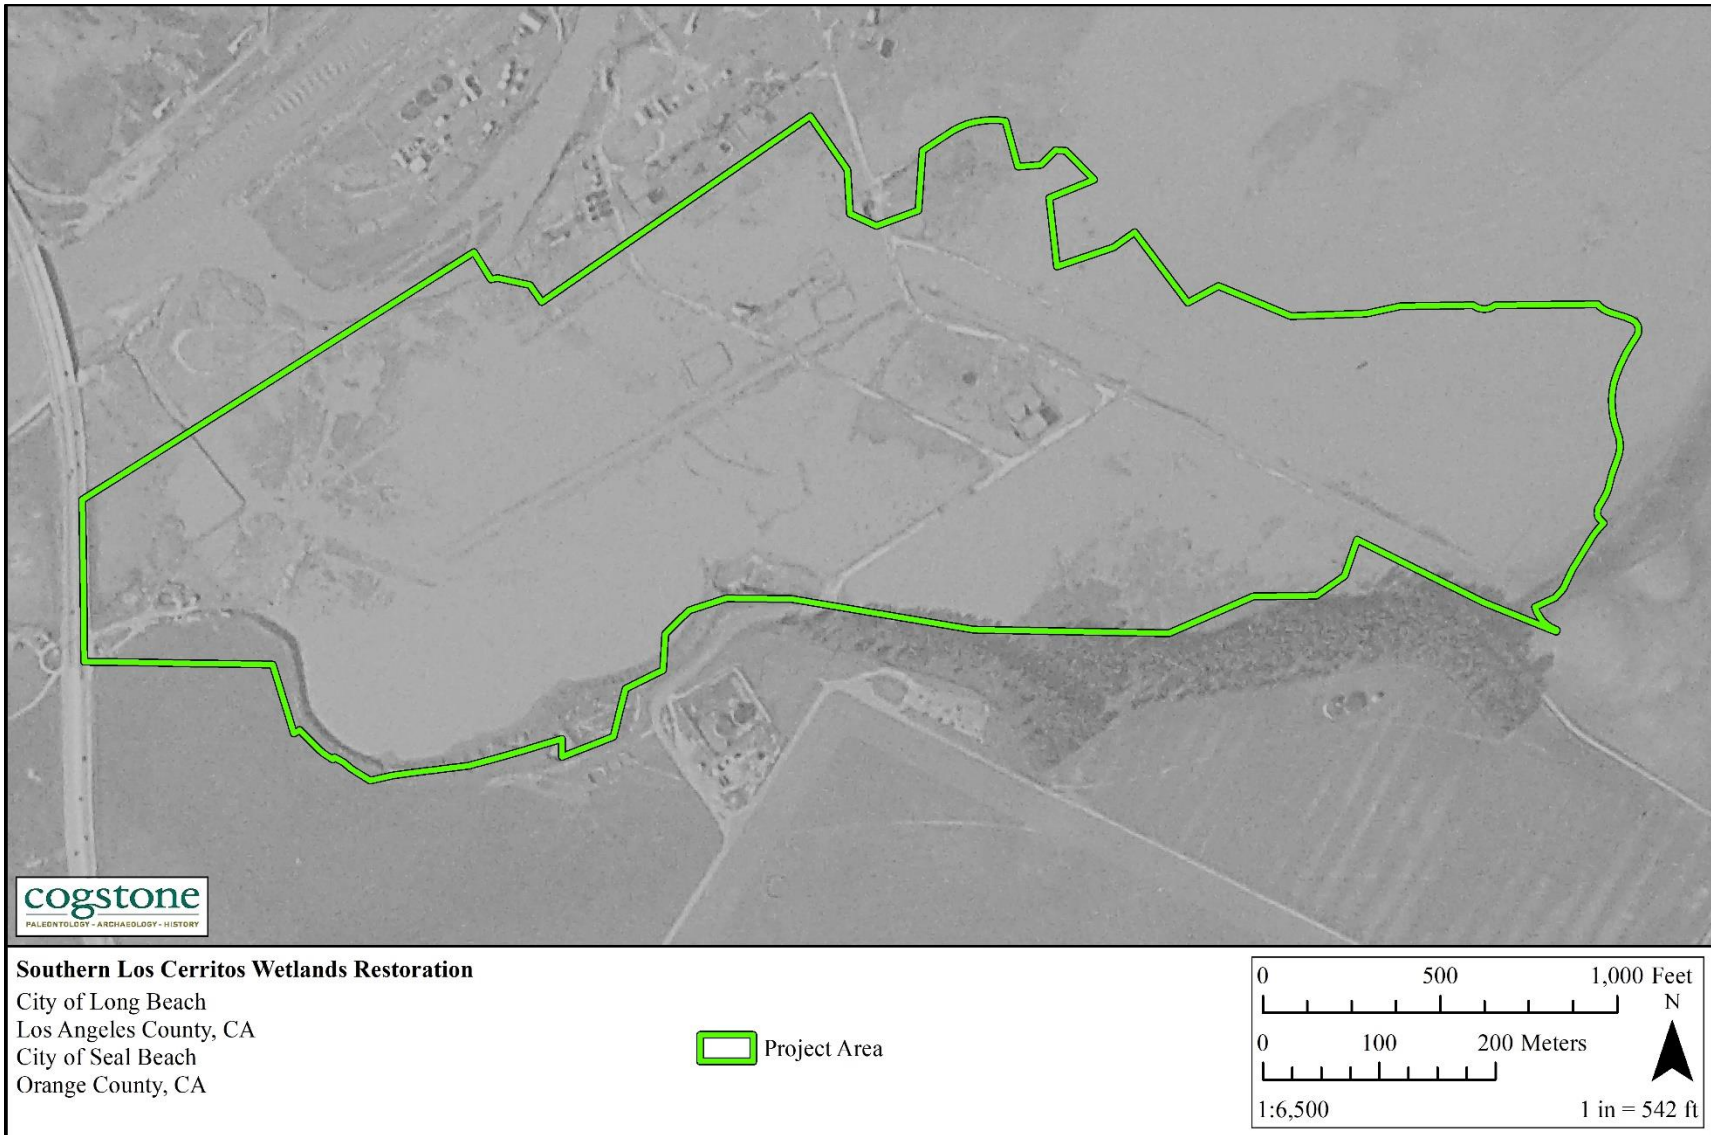 cogstone
PALEONTOLOGY - ARCHAEOLOGY - HISTORY
Southern Los Cerritos Wetlands Restoration
City of Long Beach
Los Angeles County, CA
City of Seal Beach
Orange County, CA
Project Area
0 500 1,000 Feet
N
0 100 200 Meters
1:6,500 1 in = 542 ft